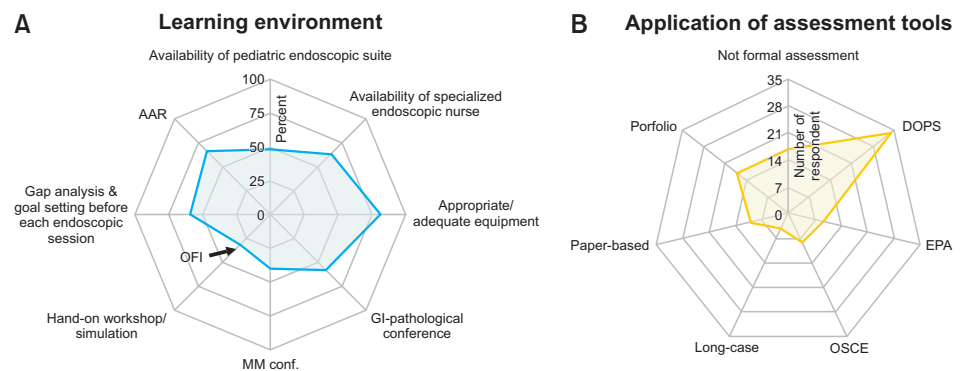 A
Learning environment
Availability of pediatric endoscopic suite
100
75
50
25
0
Percent
Availability of specialized
endoscopic nurse
Appropriate/
adequate equipment
GI-pathological
conference
MM conf.
Hand-on workshop/
simulation
OFI
Gap analysis &
goal setting before
each endoscopic
session
AAR
B
Application of assessment tools
Not formal assessment
35
28
21
14
7
0
Number of
respondent
DOPS
EPA
OSCE
Long-case
Paper-based
Porfolio